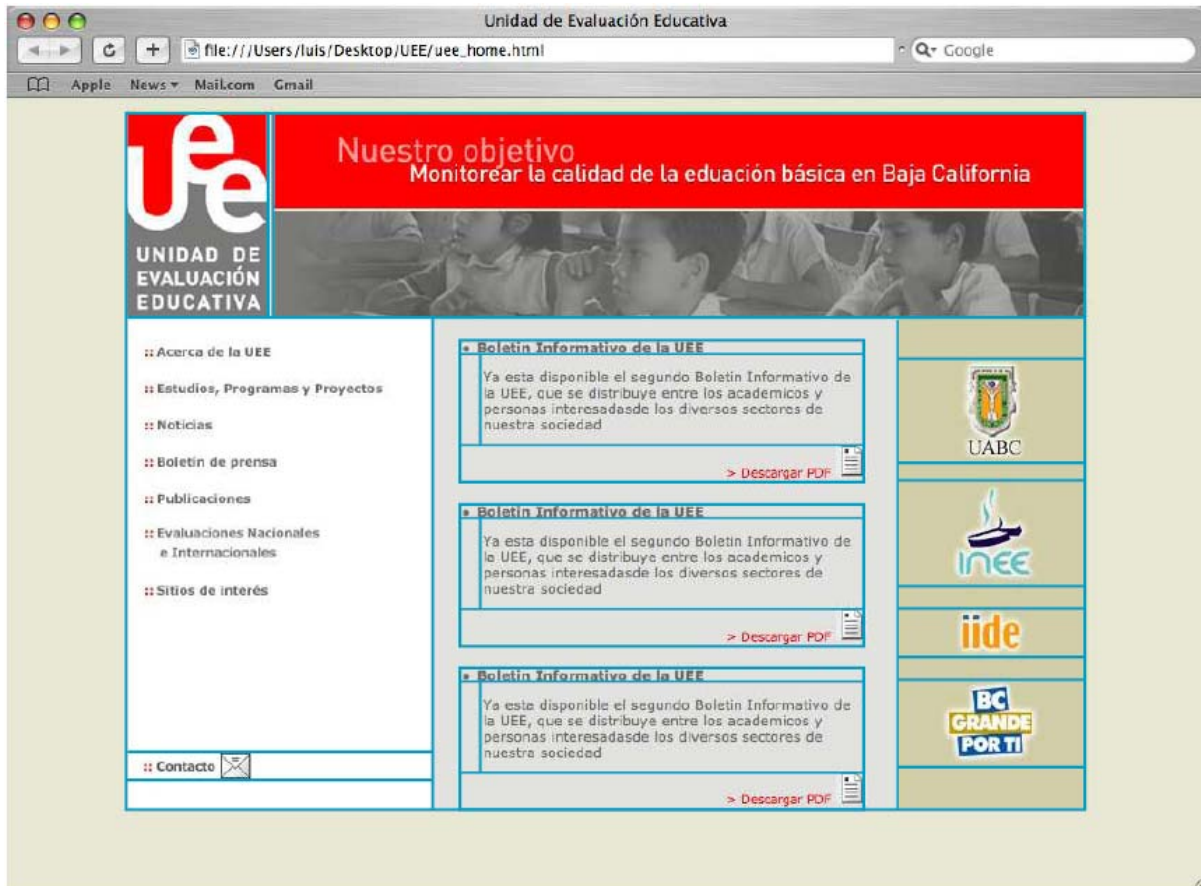 Unidad de Evaluación Educativa
file:///Users/luis/Desktop/UEE/uee_home.html
Google
Apple News Mail.com Gmail
uee
UNIDAD DE
EVALUACIÓN
EDUCATIVA
Nuestro objetivo
Monitorear la calidad de la eduación básica en Baja California
:: Acerca de la UEE
:: Estudios, Programas y Proyectos
:: Noticias
:: Boletin de prensa
:: Publicaciones
:: Evaluaciones Nacionales
e Internacionales
:: Sitios de interés
:: Contacto
• Boletin Informativo de la UEE
Ya esta disponible el segundo Boletin Informativo de
la UEE, que se distribuye entre los academicos y
personas interesadasde los diversos sectores de
nuestra sociedad
> Descargar PDF
• Boletin Informativo de la UEE
Ya esta disponible el segundo Boletin Informativo de
la UEE, que se distribuye entre los academicos y
personas interesadasde los diversos sectores de
nuestra sociedad
> Descargar PDF
• Boletin Informativo de la UEE
Ya esta disponible el segundo Boletin Informativo de
la UEE, que se distribuye entre los academicos y
personas interesadasde los diversos sectores de
nuestra sociedad
> Descargar PDF
UABC
INEE
iide
BC
GRANDE
POR TI